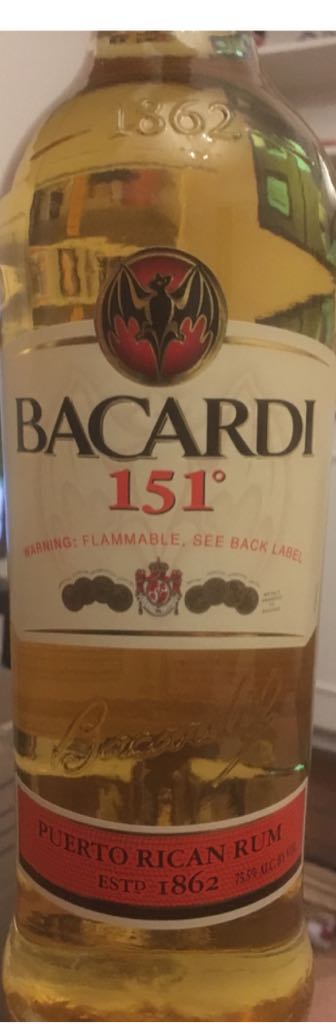 1862
BACARDI
151°
WARNING: FLAMMABLE, SEE BACK LABEL
PUERTO RICAN RUM
ESTD 1862 75.5% ALC. BY VOL.